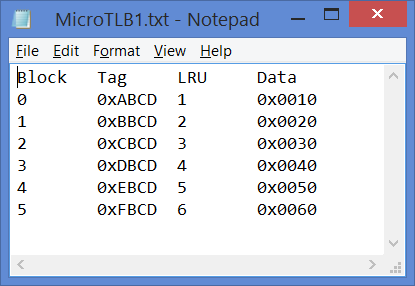 MicroTLB1.txt - Notepad
File Edit Format View Help
Block Tag LRU Data
0 0xABCD 1 0x0010
1 0xBBCD 2 0x0020
2 0xCBCD 3 0x0030
3 0xDBCD 4 0x0040
4 0xEBCD 5 0x0050
5 0xFBCD 6 0x0060